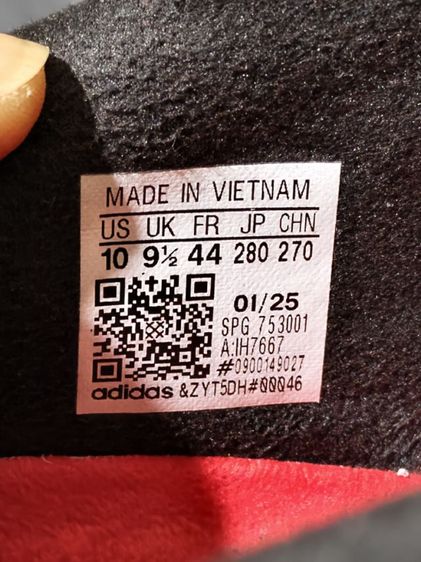 MADE IN VIETNAM
US UK FR JP CHN
10 9½ 44 280 270
01/25
SPG 753001
A:IH7667
#0900149027
adidas &ZYT5DH#00046